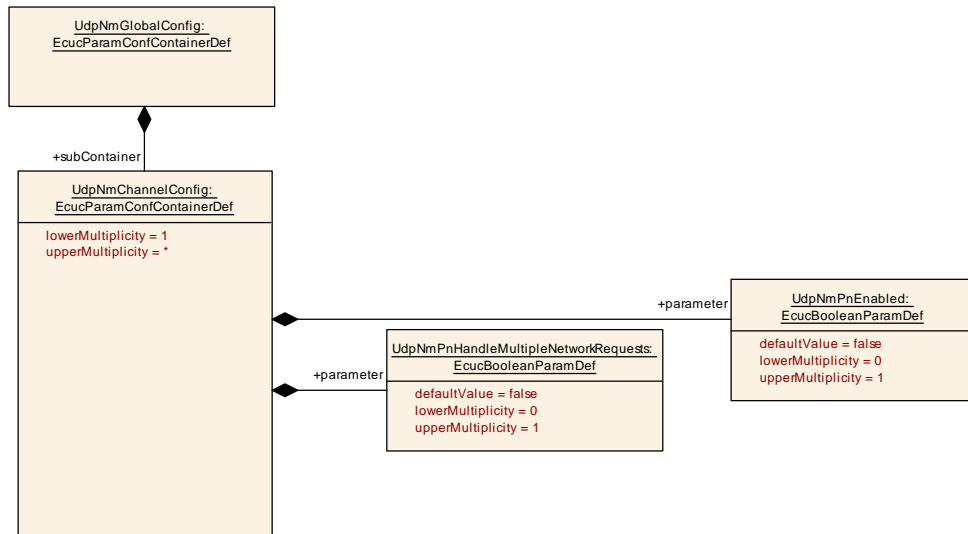 UdpNmGlobalConfig:
EcucParamConfContainerDef
+subContainer
UdpNmChannelConfig:
EcucParamConfContainerDef
lowerMultiplicity = 1
upperMultiplicity = *
+parameter
UdpNmPnEnabled:
EcucBooleanParamDef
defaultValue = false
lowerMultiplicity = 0
upperMultiplicity = 1
+parameter
UdpNmPnHandleMultipleNetworkRequests:
EcucBooleanParamDef
defaultValue = false
lowerMultiplicity = 0
upperMultiplicity = 1